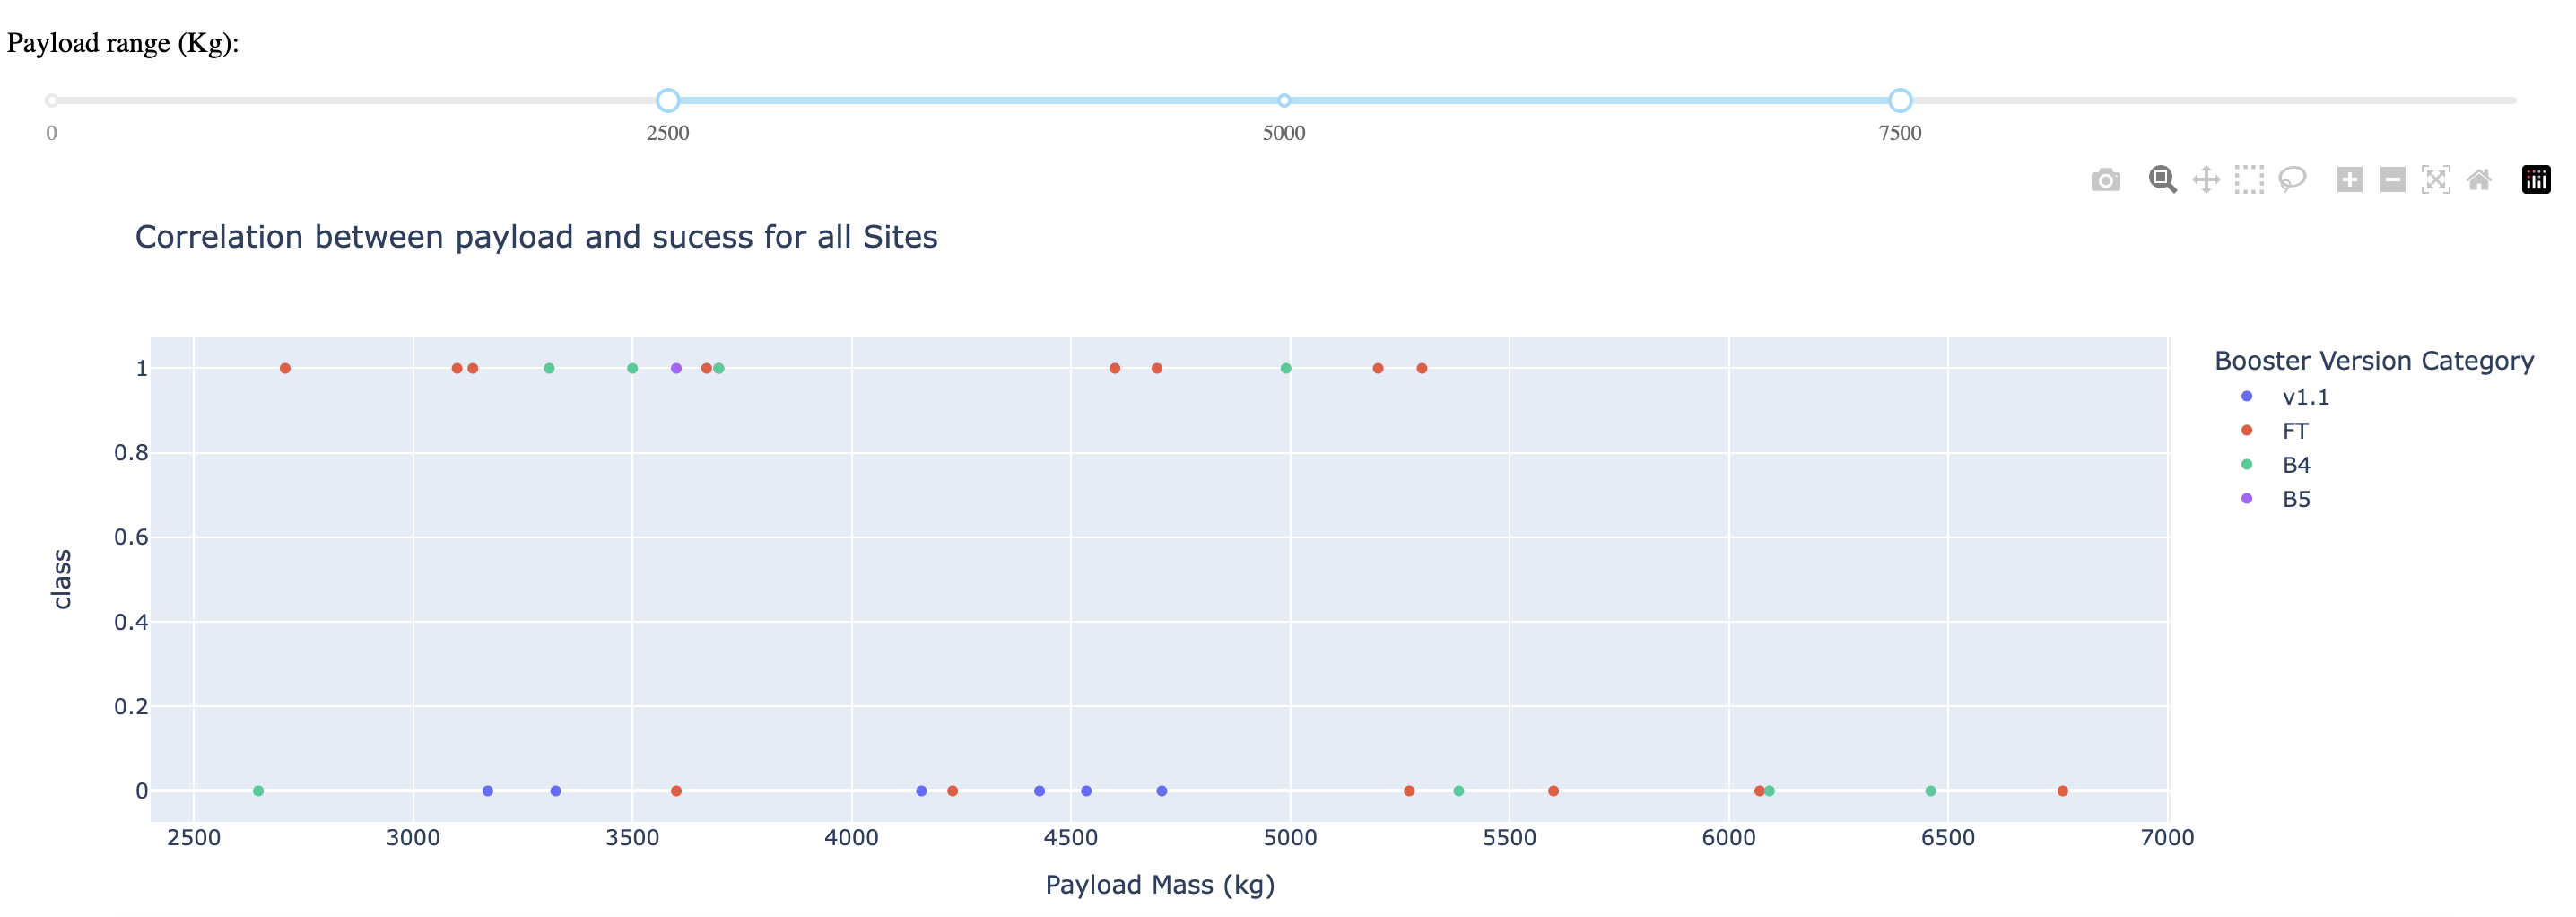 Payload range (Kg):
0 2500 5000 7500
Correlation between payload and sucess for all Sites
Booster Version Category
v1.1
FT
B4
B5
class
1
0.8
0.6
0.4
0.2
0
2500 3000 3500 4000 4500 5000 5500 6000 6500 7000
Payload Mass (kg)